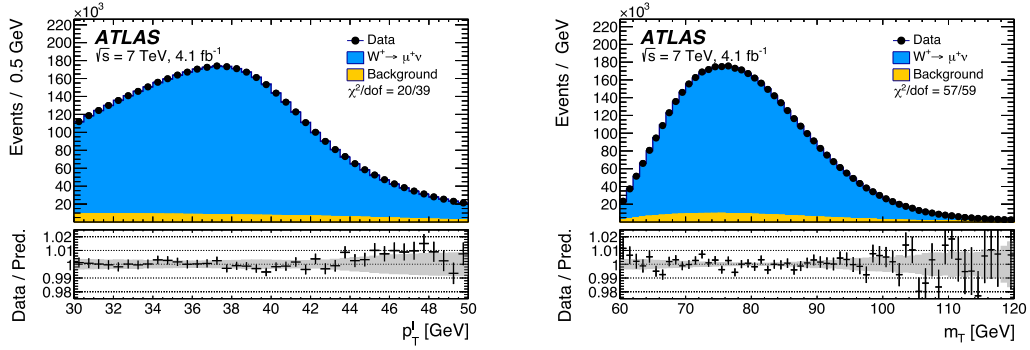 ×10³
220
200
180
160
140
120
100
80
60
40
20
Events / 0.5 GeV
ATLAS
√s = 7 TeV, 4.1 fb⁻¹
Data
W⁺→ μ⁺ν
Background
χ²/dof = 20/39
1.02
1.01
1
0.99
0.98
Data / Pred.
30 32 34 36 38 40 42 44 46 48 50
p_T^l [GeV]
×10³
220
200
180
160
140
120
100
80
60
40
20
Events / GeV
ATLAS
√s = 7 TeV, 4.1 fb⁻¹
Data
W⁺→ μ⁺ν
Background
χ²/dof = 57/59
1.02
1.01
1
0.99
0.98
Data / Pred.
60 70 80 90 100 110 120
m_T [GeV]